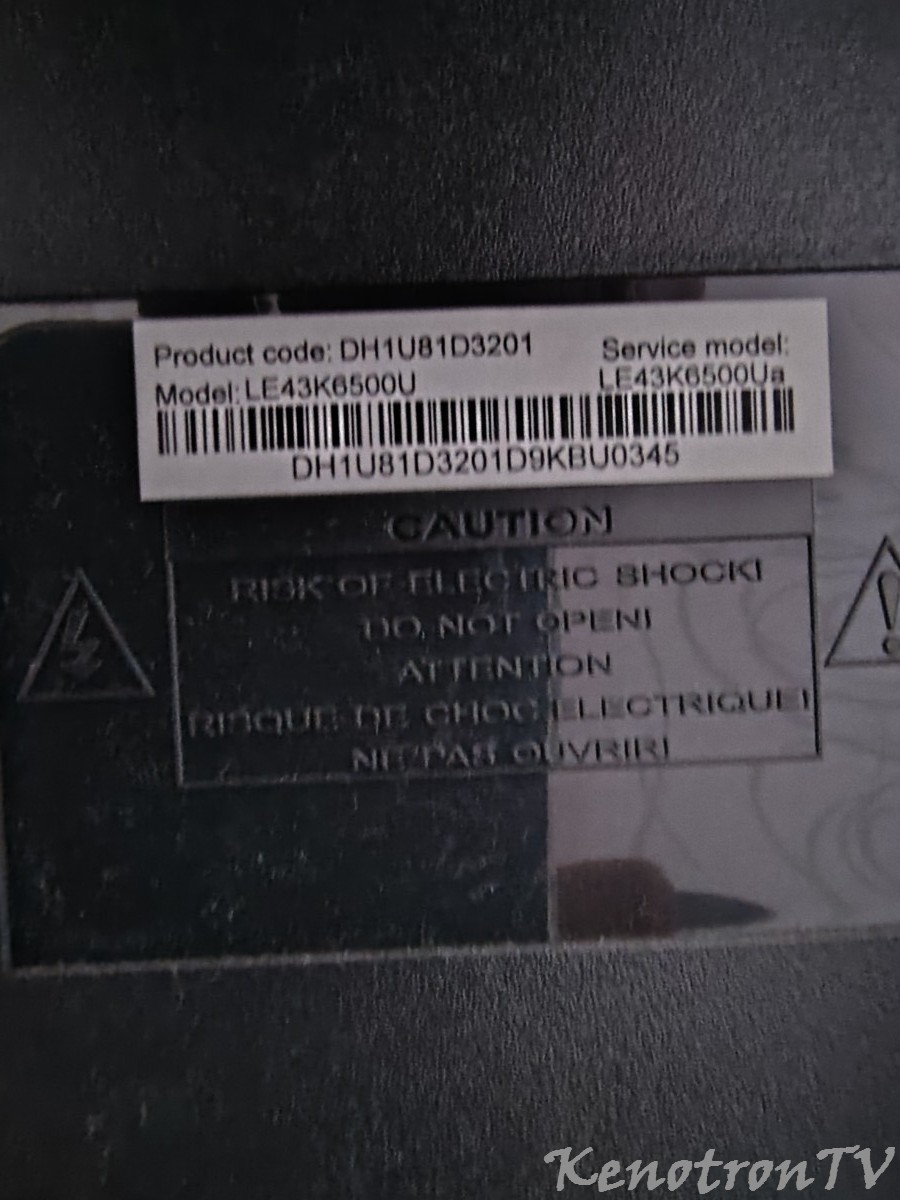 Product code: DH1U81D3201
Service model:
Model: LE43K6500U
LE43K6500Ua
DH1U81D3201D9KBU0345
CAUTION
RISK OF ELECTRIC SHOCK!
DO NOT OPEN!
ATTENTION
RISQUE DE CHOC ELECTRIQUE!
NE PAS OUVRIR!
KenotronTV